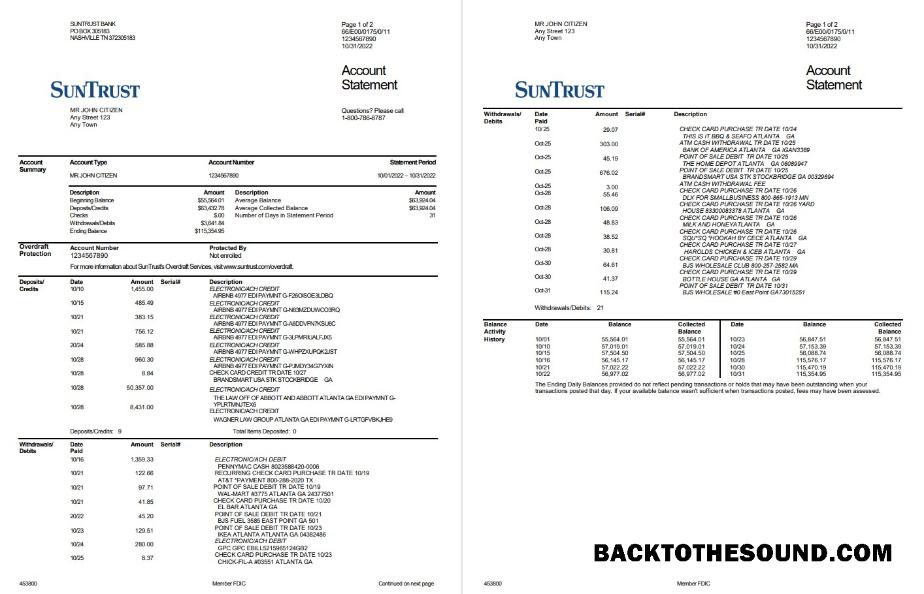 SUNTRUST BANK
PO BOX 305183
NASHVILLE TN 372305183
Page 1 of 2
66/E00/0175/0/11
1234567890
10/31/2022
SUNTRUST
Account
Statement
MR JOHN CITIZEN
Any Street 123
Any Town
Questions? Please call
1-800-786-8787
Account Summary Account Type Account Number Statement Period
MR JOHN CITIZEN 1234567890 10/01/2022 – 10/31/2022
Description Amount Description Amount
Beginning Balance $55,564.01 Average Balance $63,924.04
Deposits/Credits $63,432.78 Average Collected Balance $63,924.04
Checks $.00 Number of Days in Statement Period 31
Withdrawals/Debits $3,641.84
Ending Balance $115,354.95
Overdraft Protection Account Number Protected By
1234567890 Not enrolled
For more information about SunTrust's Overdraft Services, visit www.suntrust.com/overdraft.
Deposits/ Credits Date Amount Serial# Description
10/10 1,455.00 ELECTRONIC/ACH CREDIT
AIRBNB 4977 EDI PAYMNT G-F26OISOE3LDBQ
10/15 485.49 ELECTRONIC/ACH CREDIT
AIRBNB 4977 EDI PAYMNT G-N63MZDUWCO3RQ
10/21 383.15 ELECTRONIC/ACH CREDIT
AIRBNB 4977 EDI PAYMNT G-A6DDVFN7KSU6C
10/21 756.12 ELECTRONIC/ACH CREDIT
AIRBNB 4977 EDI PAYMNT G-3LPMRUALFJXI5
20/24 585.88 ELECTRONIC/ACH CREDIT
AIRBNB 4977 EDI PAYMNT G-WHPZXUPQK2JST
10/28 960.30 ELECTRONIC/ACH CREDIT
AIRBNB 4977 EDI PAYMNT G-PJMDY34G7YXIN
10/28 8.84 CHECK CARD CREDIT TR DATE 10/27
BRANDSMART USA STK STOCKBRIDGE GA
10/28 50,357.00 ELECTRONIC/ACH CREDIT
THE LAW OFF OF ABBOTT AND ABBOTT ATLANTA GA EDI PAYMNT G-
YPLRTMNJTEX6
10/28 8,431.00 ELECTRONIC/ACH CREDIT
WAGNER LAW GROUP ATLANTA GA EDI PAYMNT G-LRTGFVBKJHE9
Deposits/Credits: 9 Total Items Deposited: 0
Withdrawals/ Debits Date Paid Amount Serial# Description
10/16 1,359.33 ELECTRONIC/ACH DEBIT
PENNYMAC CASH 8023588420-0006
10/21 122.66 RECURRING CHECK CARD PURCHASE TR DATE 10/19
AT&T *PAYMENT 800-288-2020 TX
10/21 97.71 POINT OF SALE DEBIT TR DATE 10/19
WAL-MART #3775 ATLANTA GA 24377501
10/21 41.85 CHECK CARD PURCHASE TR DATE 10/20
EL BAR ATLANTA GA
20/22 45.20 POINT OF SALE DEBIT TR DATE 10/21
BJS FUEL 3585 EAST POINT GA 501
10/23 129.51 POINT OF SALE DEBIT TR DATE 10/23
IKEA ATLANTA ATLANTA GA 04382486
10/24 280.00 ELECTRONIC/ACH DEBIT
GPC GPC EBILL5215965124GB2
10/25 8.37 CHECK CARD PURCHASE TR DATE 10/23
CHICK-FIL-A #03551 ATLANTA GA
453800 Member FDIC Continued on next page
MR JOHN CITIZEN
Any Street 123
Any Town
Page 1 of 2
66/E00/0175/0/11
1234567890
10/31/2022
SUNTRUST
Account
Statement
Withdrawals/ Debits Date Paid Amount Serial# Description
10/25 29.07 CHECK CARD PURCHASE TR DATE 10/24
THIS IT BBQ & SEAFO ATLANTA GA
Oct-25 303.00 ATM CASH WITHDRAWAL TR DATE 10/25
BANK OF AMERICA ATLANTA GA IGAN3369
Oct-25 45.19 POINT OF SALE DEBIT TR DATE 10/25
THE HOME DEPOT ATLANTA GA 06089947
Oct-25 676.02 POINT OF SALE DEBIT TR DATE 10/25
BRANDSMART USA STK STOCKBRIDGE GA 00329694
Oct-25 3.00 ATM CASH WITHDRAWAL FEE
Oct-28 55.46 CHECK CARD PURCHASE TR DATE 10/26
DLX FOR SMALLBUSINESS 800-865-1913 MN
Oct-28 106.09 CHECK CARD PURCHASE TR DATE 10/26 YARD
HOUSE 83300083378 ATLANTA GA
Oct-28 48.83 CHECK CARD PURCHASE TR DATE 10/26
MILK AND HONEYATLANTA GA
Oct-28 38.52 CHECK CARD PURCHASE TR DATE 10/26
SQU*SQ *HOOKAH BY CECE ATLANTA GA
Oct-28 30.81 CHECK CARD PURCHASE TR DATE 10/27
HAROLDS CHICKEN & ICEB ATLANTA GA
Oct-30 64.61 CHECK CARD PURCHASE TR DATE 10/29
BJS WHOLESALE CLUB 800-257-2582 MA
Oct-30 41.37 CHECK CARD PURCHASE TR DATE 10/29
BOTTLE HOUSE GA ATLANTA GA
Oct-31 115.24 POINT OF SALE DEBIT TR DATE 10/31
BJS WHOLESALE #0 East Point GA73015251
Withdrawals/Debits: 21
Balance Activity History Date Balance Collected Balance Date Balance Collected Balance
10/01 55,564.01 55,564.01 10/23 56,847.51 56,847.51
10/10 57,019.01 57,019.01 10/24 57,153.39 57,153.39
10/15 57,504.50 57,504.50 10/25 56,088.74 56,088.74
10/16 56,145.17 56,145.17 10/28 115,576.17 115,576.17
10/21 57,022.22 57,022.22 10/30 115,470.19 115,470.19
10/22 56,977.02 56,977.02 10/31 115,354.95 115,354.95
The Ending Daily Balances provided do not reflect pending transactions or holds that may have been outstanding when your
transactions posted that day. If your available balance wasn't sufficient when transactions posted, fees may have been assessed.
BACKTOTHESOUND.COM
453800 Member FDIC